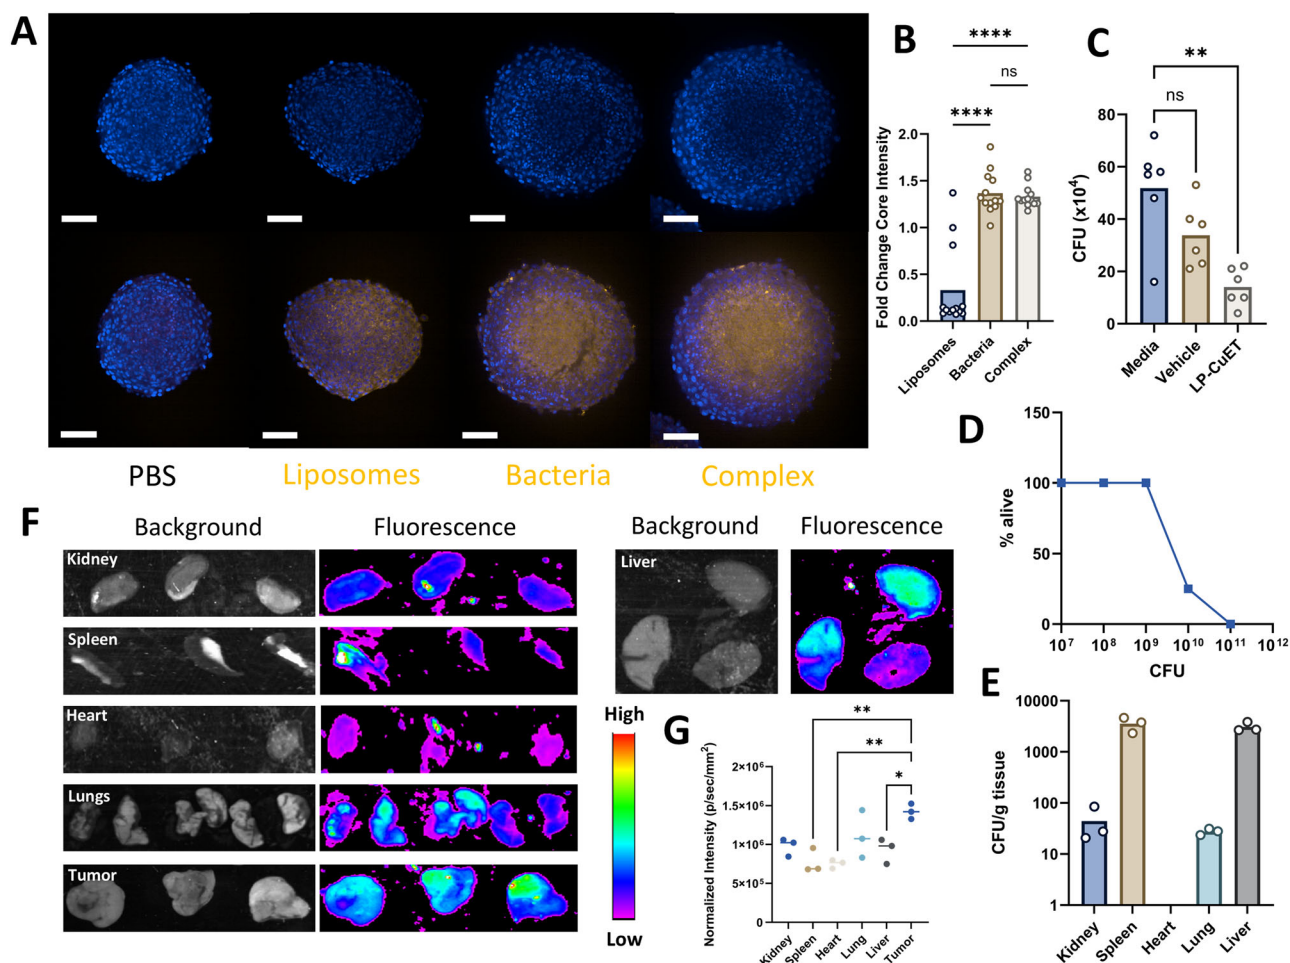 A
PBS
Liposomes
Bacteria
Complex
B
****
ns
****
Fold Change Core Intensity
2.0
1.5
1.0
0.5
0.0
Liposomes
Bacteria
Complex
C
**
ns
CFU (x10⁴)
80
60
40
20
0
Media
Vehicle
LP-CuET
D
% alive
150
100
50
0
10⁷
10⁸
10⁹
10¹⁰
10¹¹
10¹²
CFU
F
Background
Fluorescence
Background
Fluorescence
Kidney
Spleen
Heart
Lungs
Tumor
Liver
High
Low
G
**
**
*
Normalized Intensity (p/sec/mm²)
2×10⁶
1.5×10⁶
1×10⁶
5×10⁵
0
Kidney
Spleen
Heart
Lung
Liver
Tumor
E
CFU/g tissue
10000
1000
100
10
1
Kidney
Spleen
Heart
Lung
Liver